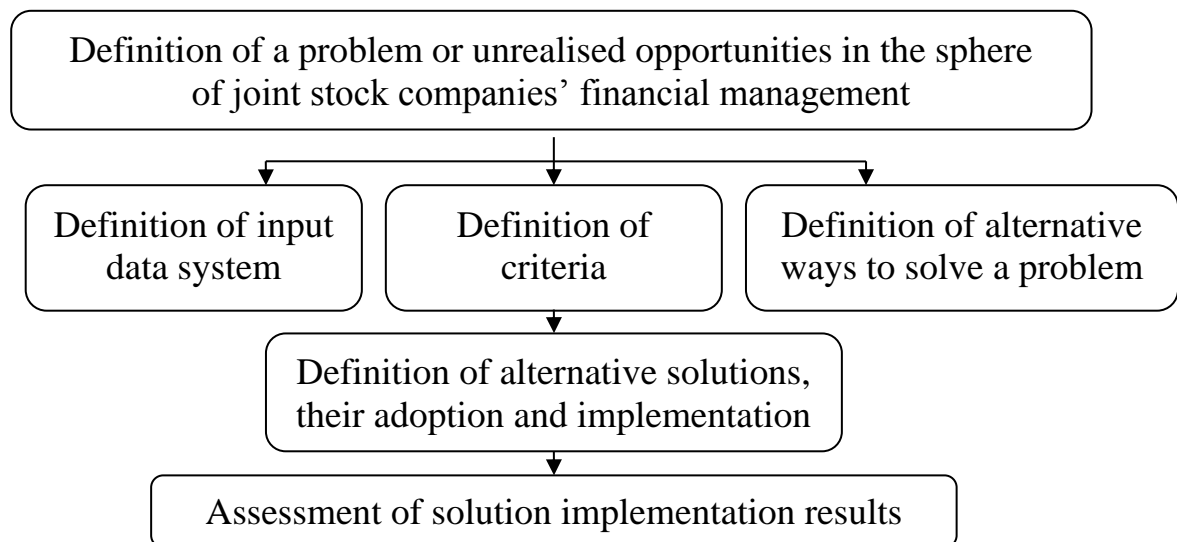 Definition of a problem or unrealised opportunities in the sphere
of joint stock companies’ financial management
Definition of input
data system
Definition of
criteria
Definition of alternative
ways to solve a problem
Definition of alternative solutions,
their adoption and implementation
Assessment of solution implementation results